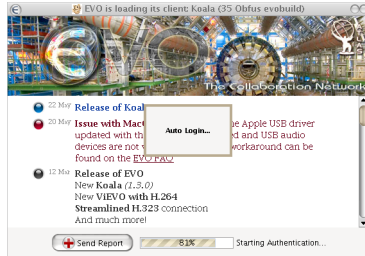 EVO is loading its client: Koala (35 Obfus evobuild)
EVO
The Collaboration Network
22 May Release of Koal
Auto Login...
20 May Issue with MacO e Apple USB driver
updated with th ed and USB audio
devices are not workaround can be
found on the EVO FAQ
12 May Release of EVO
New Koala (1.3.0)
New ViEVO with H.264
Streamlined H.323 connection
And much more!
Send Report 81% Starting Authentication...